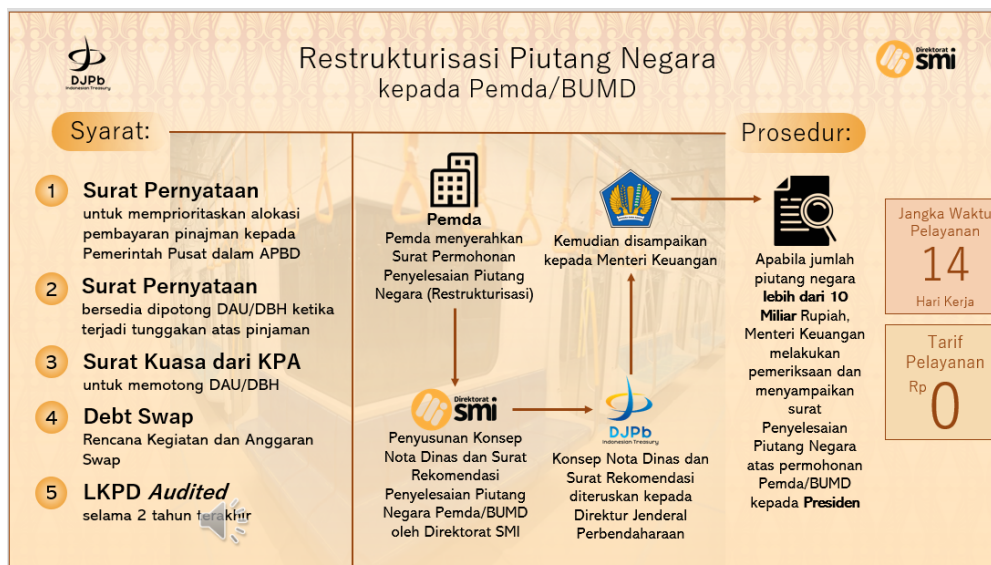 DJPb
Indonesian Treasury
Restrukturisasi Piutang Negara
kepada Pemda/BUMD
Direktorat
smi
Syarat:
1
Surat Pernyataan
untuk memprioritaskan alokasi
pembayaran pinajman kepada
Pemerintah Pusat dalam APBD
2
Surat Pernyataan
bersedia dipotong DAU/DBH ketika
terjadi tunggakan atas pinjaman
3
Surat Kuasa dari KPA
untuk memotong DAU/DBH
4
Debt Swap
Rencana Kegiatan dan Anggaran
Swap
5
LKPD Audited
selama 2 tahun terakhir
Prosedur:
Pemda
Pemda menyerahkan
Surat Permohonan
Penyelesaian Piutang
Negara (Restrukturisasi)
Direktorat
smi
Penyusunan Konsep
Nota Dinas dan Surat
Rekomendasi
Penyelesaian Piutang
Negara Pemda/BUMD
oleh Direktorat SMI
DJPb
Indonesian Treasury
Konsep Nota Dinas dan
Surat Rekomendasi
diteruskan kepada
Direktur Jenderal
Perbendaharaan
Kemudian disampaikan
kepada Menteri Keuangan
Apabila jumlah
piutang negara
lebih dari 10
Miliar Rupiah,
Menteri Keuangan
melakukan
pemeriksaan dan
menyampaikan
surat
Penyelesaian
Piutang Negara
atas permohonan
Pemda/BUMD
kepada Presiden
Jangka Waktu
Pelayanan
14
Hari Kerja
Tarif
Pelayanan
Rp 0